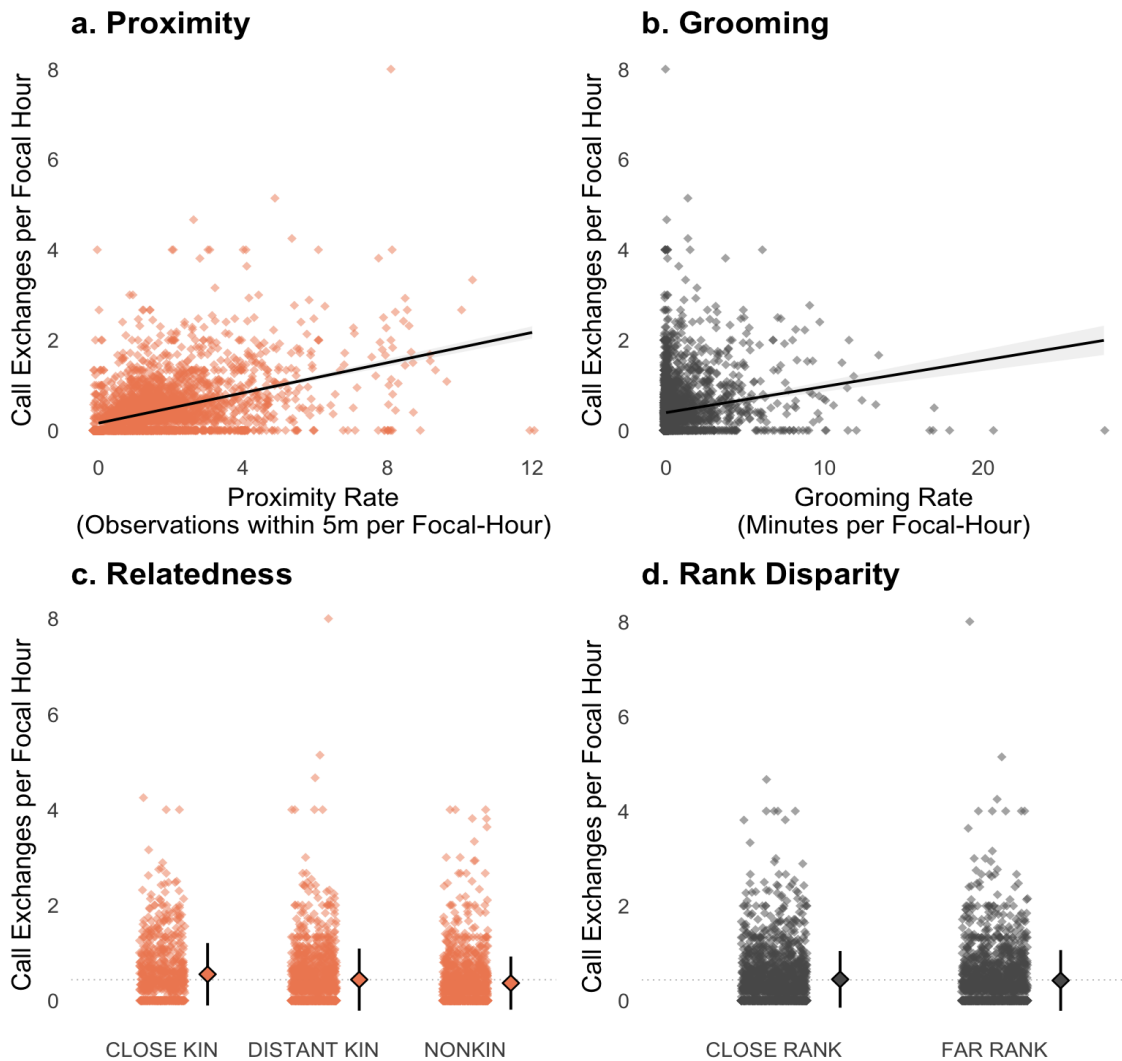 a. Proximity
Call Exchanges per Focal Hour
8
6
4
2
0
0 4 8 12
Proximity Rate
(Observations within 5m per Focal-Hour)
b. Grooming
Call Exchanges per Focal Hour
8
6
4
2
0
0 10 20
Grooming Rate
(Minutes per Focal-Hour)
c. Relatedness
Call Exchanges per Focal Hour
8
6
4
2
0
CLOSE KIN DISTANT KIN NONKIN
d. Rank Disparity
Call Exchanges per Focal Hour
8
6
4
2
0
CLOSE RANK FAR RANK